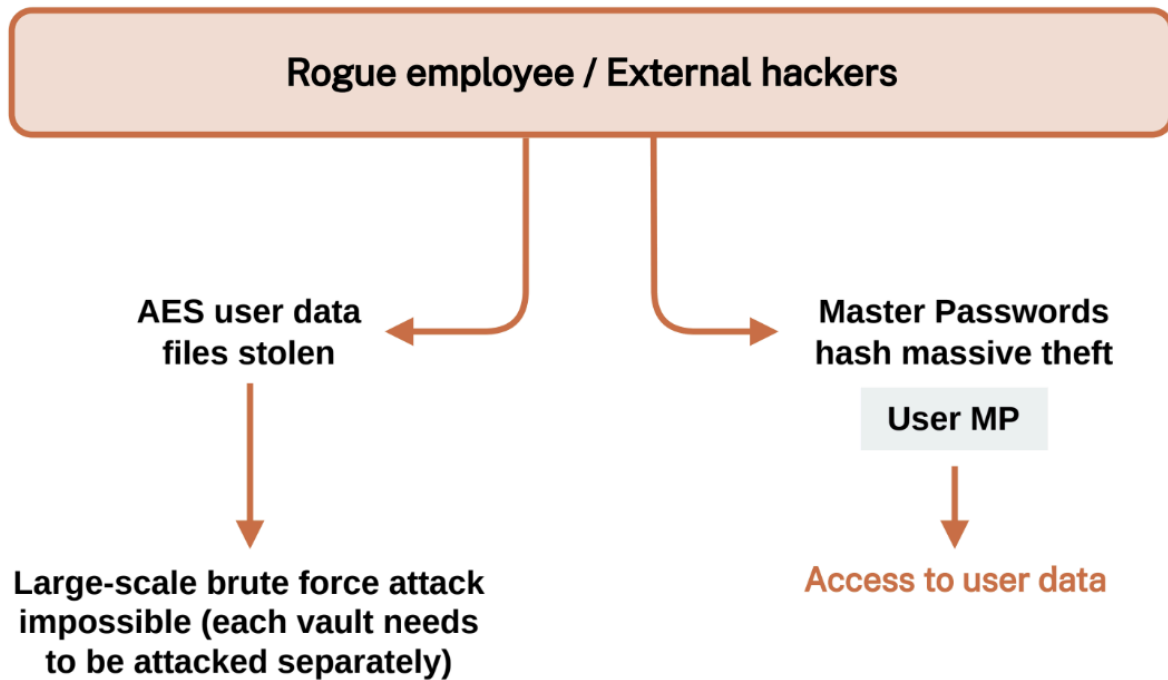 Rogue employee / External hackers
AES user data
files stolen
Master Passwords
hash massive theft
User MP
Large-scale brute force attack
impossible (each vault needs
to be attacked separately)
Access to user data